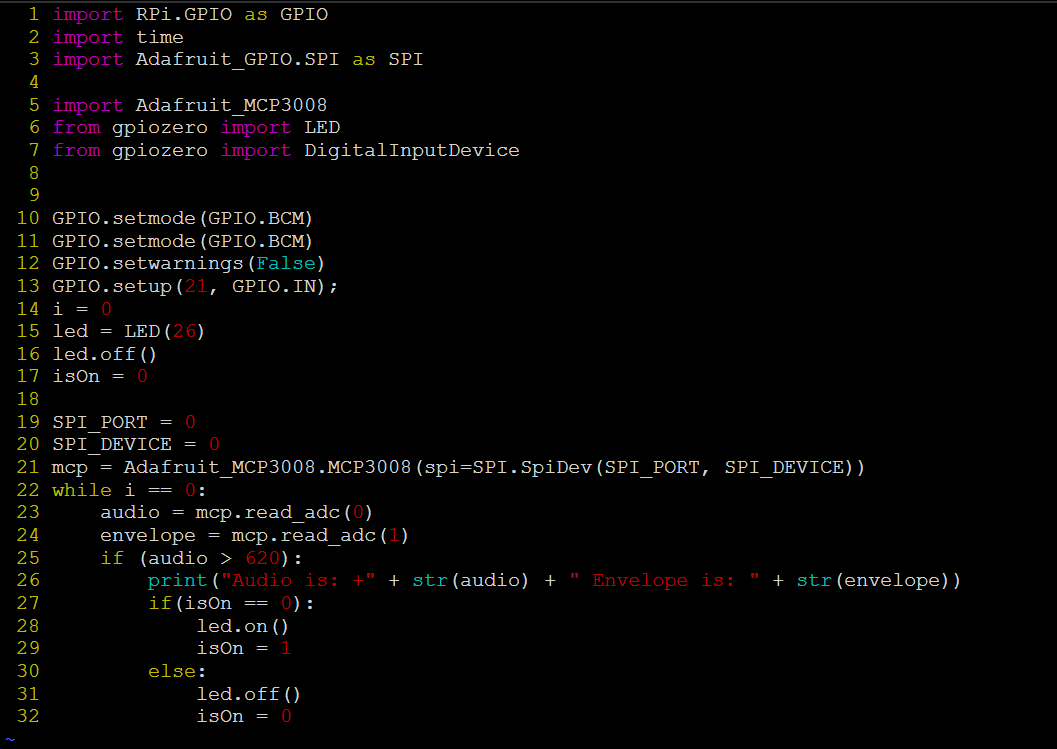 1 import RPi.GPIO as GPIO
2 import time
3 import Adafruit_GPIO.SPI as SPI
4
5 import Adafruit_MCP3008
6 from gpiozero import LED
7 from gpiozero import DigitalInputDevice
8
9
10 GPIO.setmode(GPIO.BCM)
11 GPIO.setmode(GPIO.BCM)
12 GPIO.setwarnings(False)
13 GPIO.setup(21, GPIO.IN);
14 i = 0
15 led = LED(26)
16 led.off()
17 isOn = 0
18
19 SPI_PORT = 0
20 SPI_DEVICE = 0
21 mcp = Adafruit_MCP3008.MCP3008(spi=SPI.SpiDev(SPI_PORT, SPI_DEVICE))
22 while i == 0:
23     audio = mcp.read_adc(0)
24     envelope = mcp.read_adc(1)
25     if (audio > 620):
26         print("Audio is: +" + str(audio) + " Envelope is: " + str(envelope))
27         if(isOn == 0):
28             led.on()
29             isOn = 1
30         else:
31             led.off()
32             isOn = 0
~